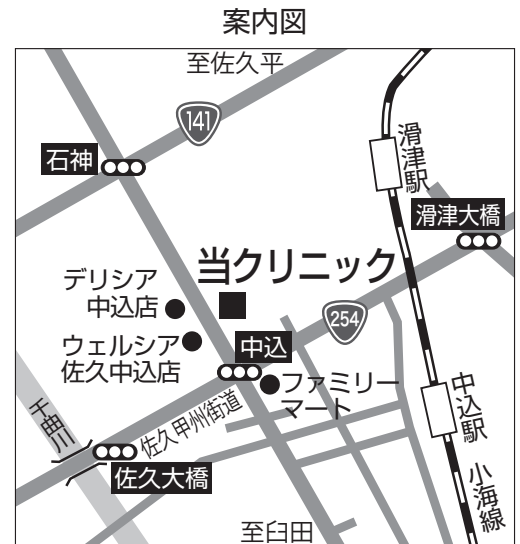 案内図
至佐久平
141
石神
滑津駅
滑津大橋
当クリニック
デリシア
中込店
254
ウェルシア
佐久中込店
中込
ファミリー
マート
中込駅
千曲川
佐久甲州街道
佐久大橋
小海線
至臼田